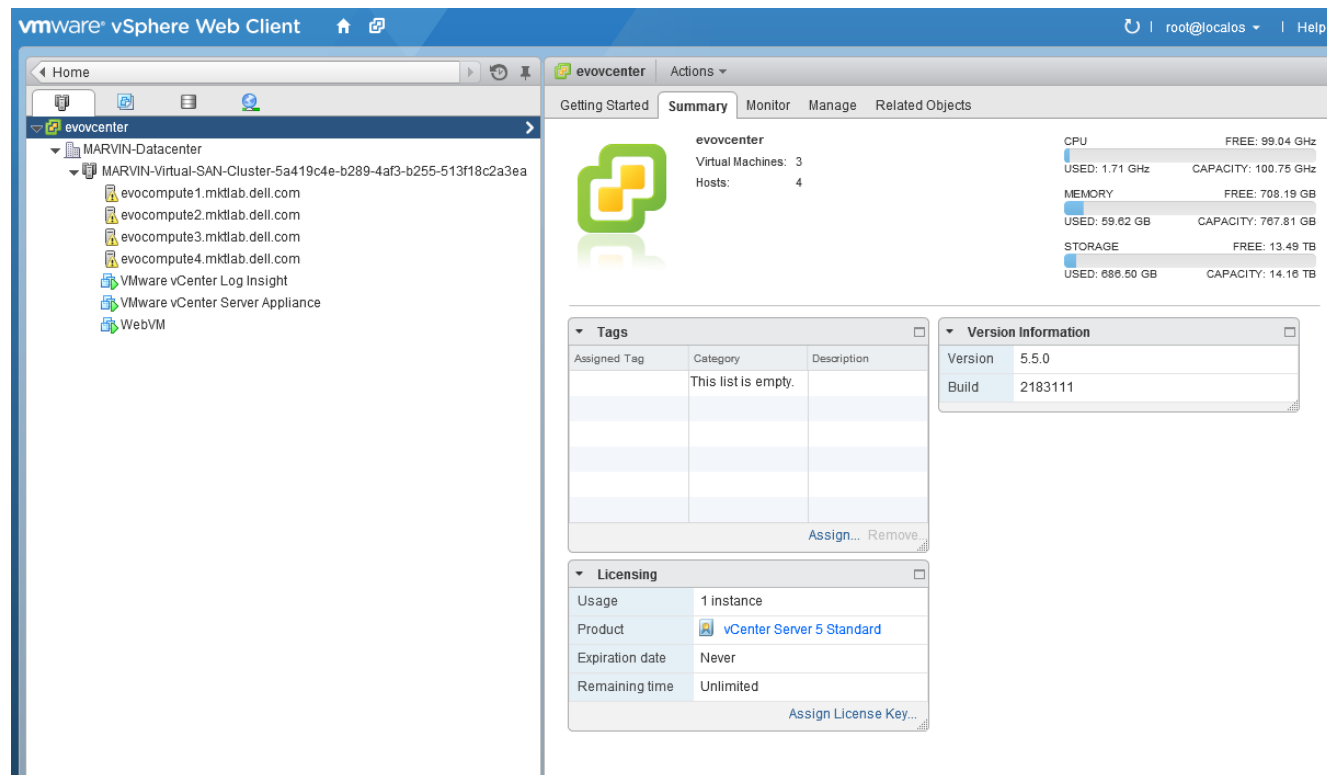 vmware® vSphere Web Client
root@localos
Help
Home
evovcenter
MARVIN-Datacenter
MARVIN-Virtual-SAN-Cluster-5a419c4e-b289-4af3-b255-513f18c2a3ea
evocompute1.mktlab.dell.com
evocompute2.mktlab.dell.com
evocompute3.mktlab.dell.com
evocompute4.mktlab.dell.com
VMware vCenter Log Insight
VMware vCenter Server Appliance
WebVM
evovcenter Actions
Getting Started Summary Monitor Manage Related Objects
evovcenter
Virtual Machines: 3
Hosts: 4
CPU FREE: 99.04 GHz
USED: 1.71 GHz CAPACITY: 100.75 GHz
MEMORY FREE: 708.19 GB
USED: 59.62 GB CAPACITY: 767.81 GB
STORAGE FREE: 13.49 TB
USED: 686.50 GB CAPACITY: 14.16 TB
Tags
Assigned Tag Category Description
This list is empty.
Assign... Remove...
Version Information
Version 5.5.0
Build 2183111
Licensing
Usage 1 instance
Product vCenter Server 5 Standard
Expiration date Never
Remaining time Unlimited
Assign License Key...